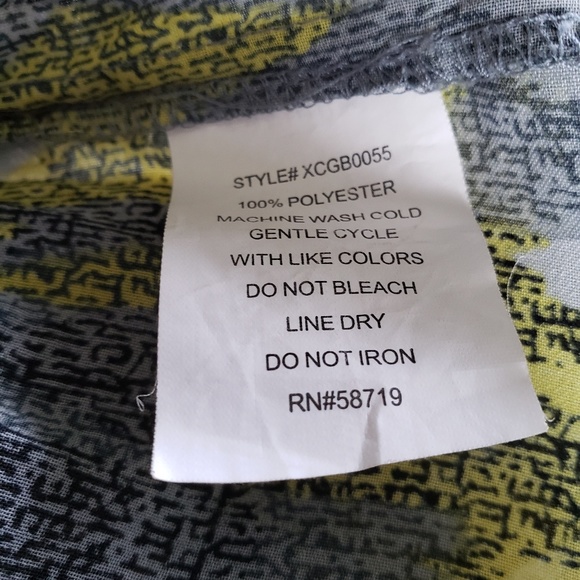 STYLE# XCGB0055
100% POLYESTER
MACHINE WASH COLD
GENTLE CYCLE
WITH LIKE COLORS
DO NOT BLEACH
LINE DRY
DO NOT IRON
RN#58719